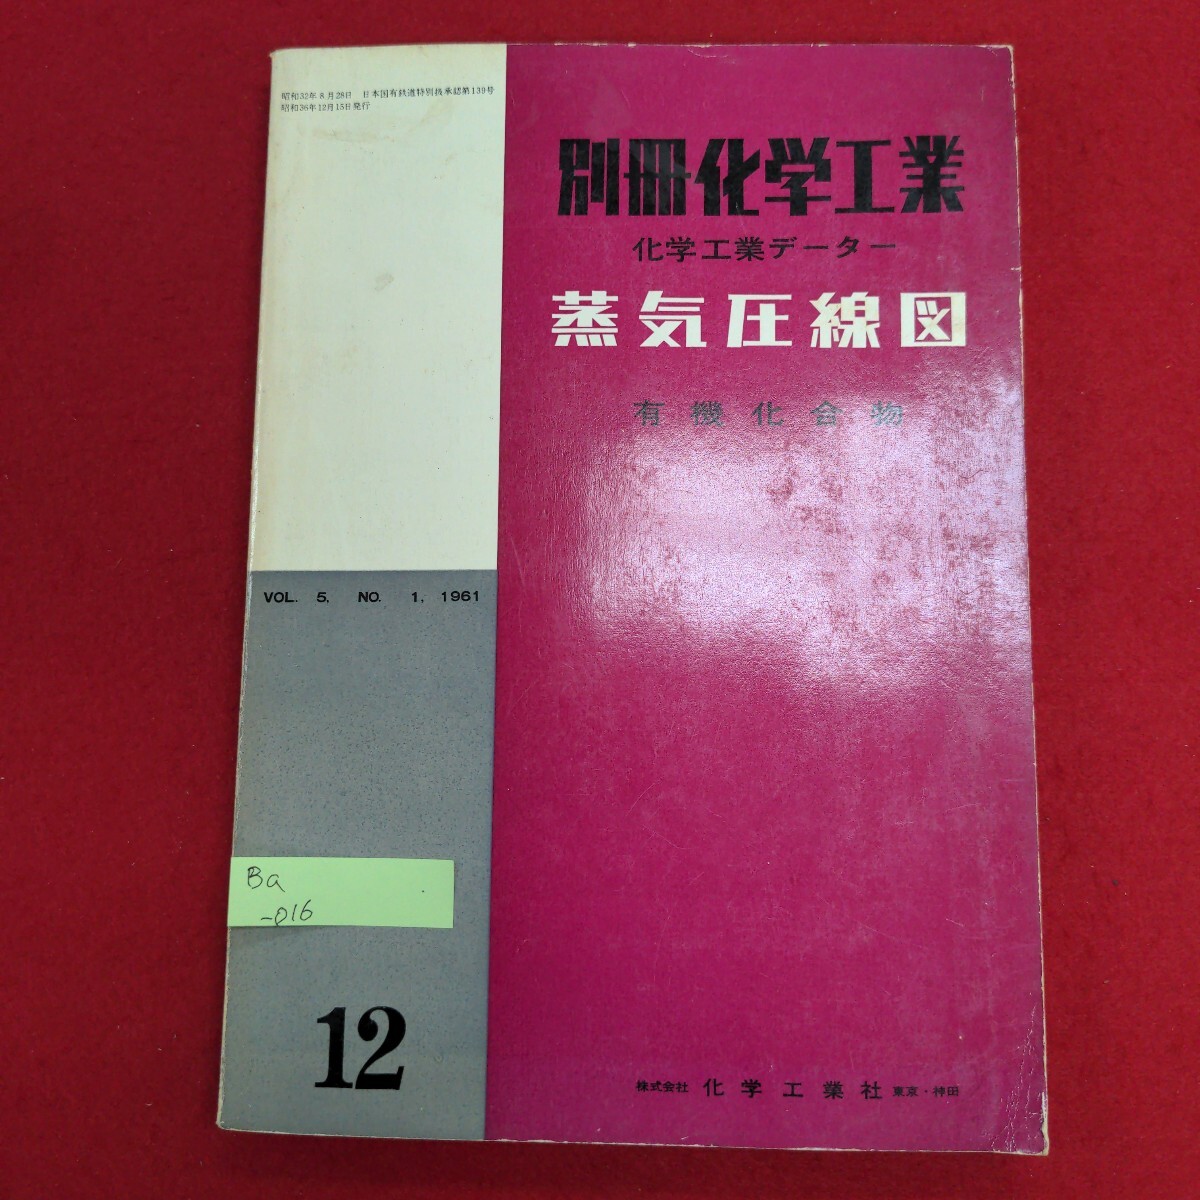 昭和32年8月28日 日本国有鉄道特別扱承認第139号
昭和36年12月15日発行
別冊化学工業
化学工業データー
蒸気圧線図
有機化合物
VOL. 5, NO. 1, 1961
Ba
-016
12
株式会社 化学工業社 東京・神田